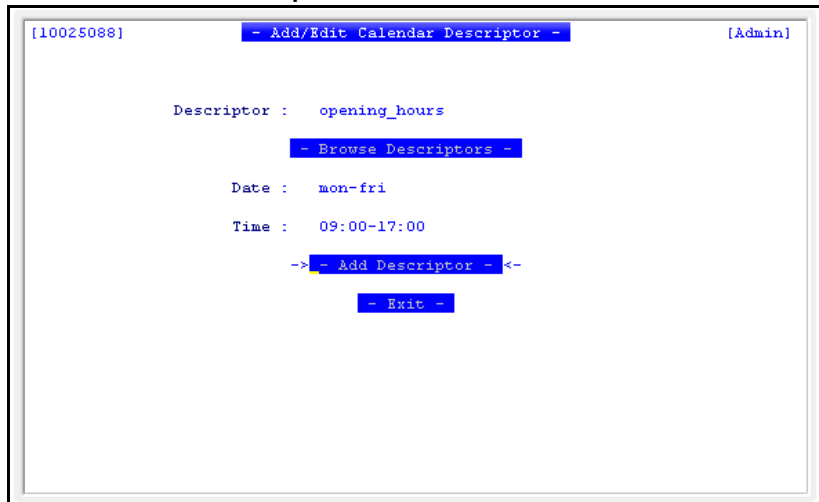 [10025088] - Add/Edit Calendar Descriptor - [Admin]
Descriptor : opening_hours
- Browse Descriptors -
Date : mon-fri
Time : 09:00-17:00
-> - Add Descriptor - <-
- Exit -